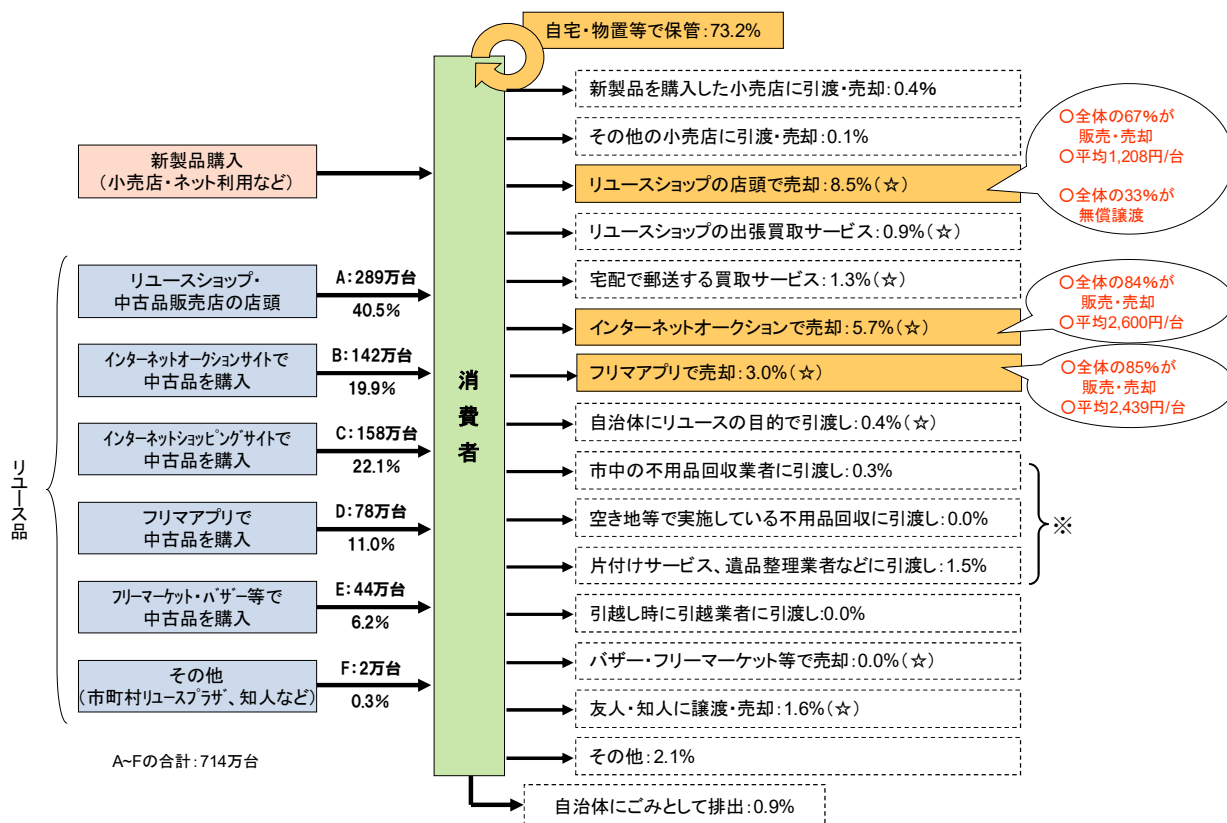 自宅・物置等で保管:73.2%
新製品購入
(小売店・ネット利用など)
リユース品
リユースショップ・
中古品販売店の店頭
A:289万台
40.5%
インターネットオークションサイトで
中古品を購入
B:142万台
19.9%
インターネットショッピングサイトで
中古品を購入
C:158万台
22.1%
フリマアプリで
中古品を購入
D:78万台
11.0%
フリーマーケット・バザー等で
中古品を購入
E:44万台
6.2%
その他
(市町村リユースプラザ、知人など)
F:2万台
0.3%
A~Fの合計:714万台
消費者
新製品を購入した小売店に引渡・売却:0.4%
その他の小売店に引渡・売却:0.1%
リユースショップの店頭で売却:8.5%(☆)
リユースショップの出張買取サービス:0.9%(☆)
宅配で郵送する買取サービス:1.3%(☆)
インターネットオークションで売却:5.7%(☆)
フリマアプリで売却:3.0%(☆)
自治体にリユースの目的で引渡し:0.4%(☆)
市中の不用品回収業者に引渡し:0.3%
空き地等で実施している不用品回収に引渡し:0.0%
片付けサービス、遺品整理業者などに引渡し:1.5%
※
引越し時に引越業者に引渡し:0.0%
バザー・フリーマーケット等で売却:0.0%(☆)
友人・知人に譲渡・売却:1.6%(☆)
その他:2.1%
自治体にごみとして排出:0.9%
〇全体の67%が
販売・売却
〇平均1,208円/台
〇全体の33%が
無償譲渡
〇全体の84%が
販売・売却
〇平均2,600円/台
〇全体の85%が
販売・売却
〇平均2,439円/台